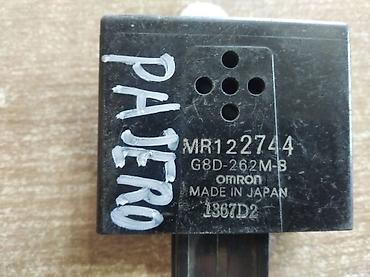 PAJERO
MR122744
G8D-262M-B
omron
MADE IN JAPAN
1367D2